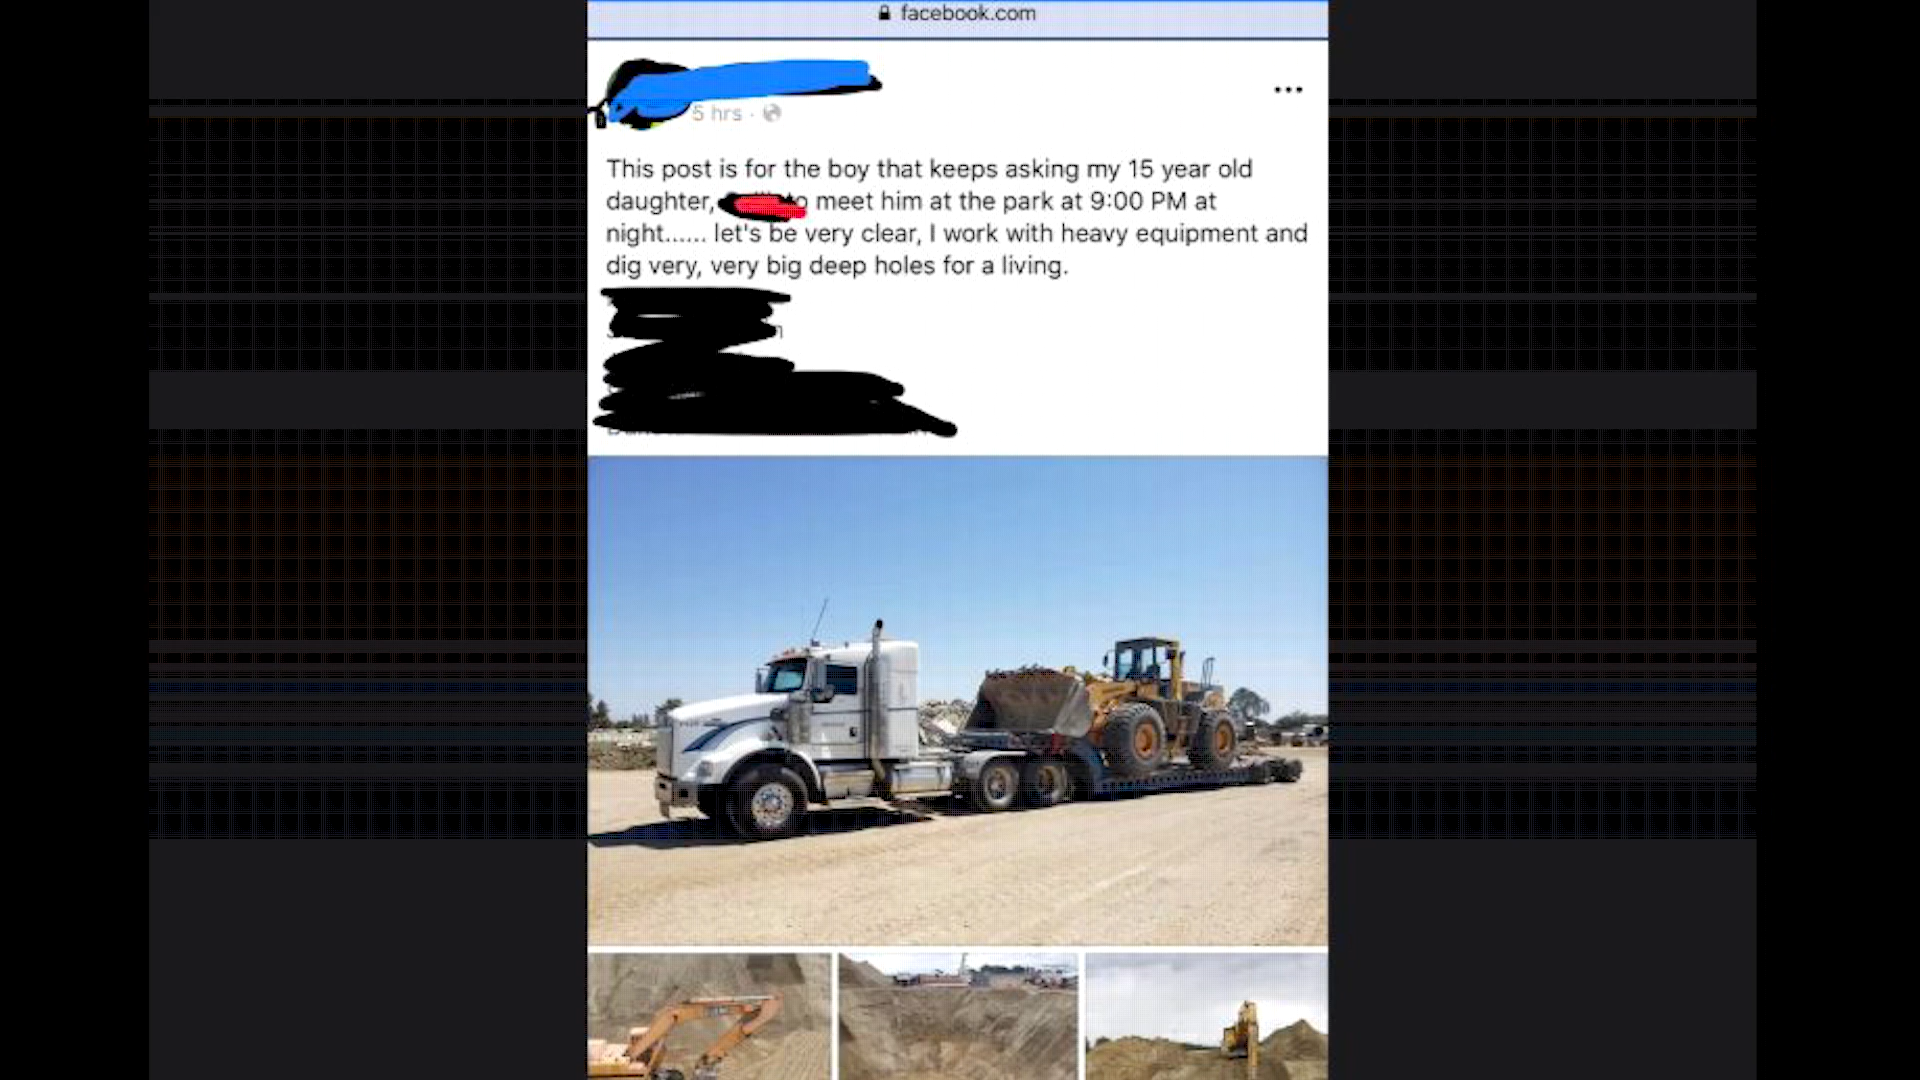 facebook.com
5 hrs ·
This post is for the boy that keeps asking my 15 year old
daughter, to meet him at the park at 9:00 PM at
night...... let's be very clear, I work with heavy equipment and
dig very, very big deep holes for a living.